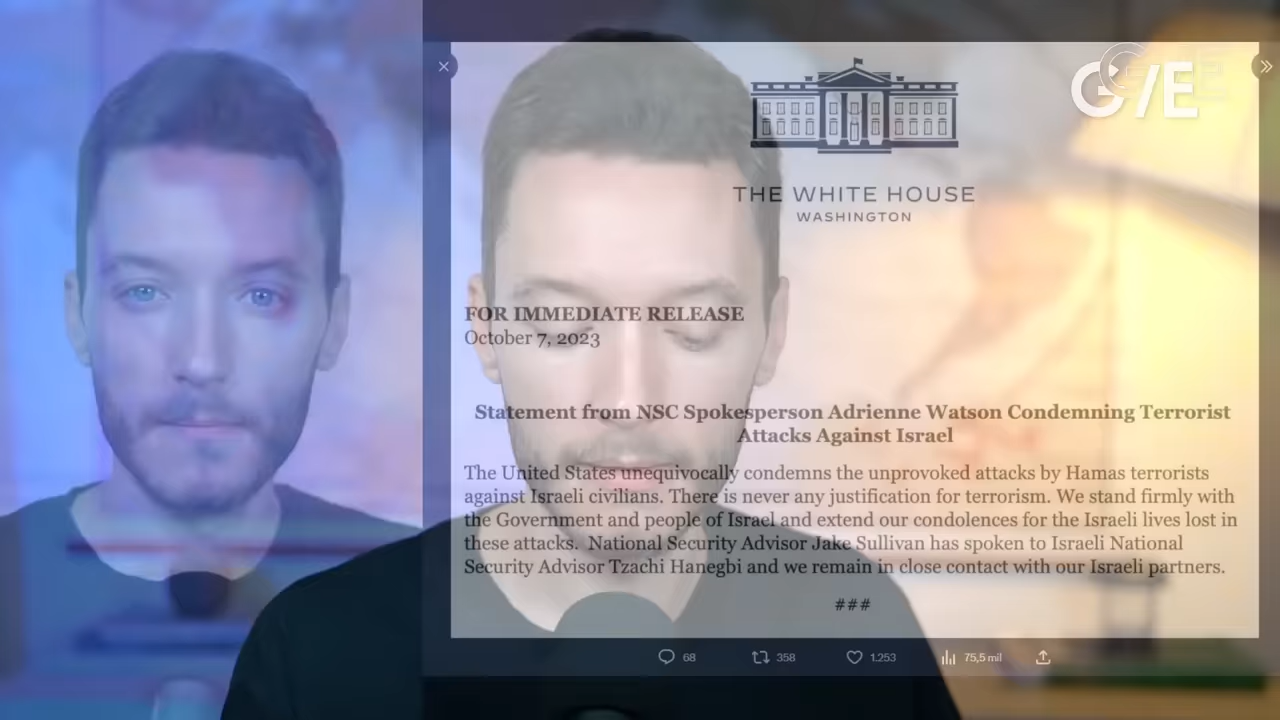 G/E
THE WHITE HOUSE
WASHINGTON
FOR IMMEDIATE RELEASE
October 7, 2023
Statement from NSC Spokesperson Adrienne Watson Condemning Terrorist
Attacks Against Israel
The United States unequivocally condemns the unprovoked attacks by Hamas terrorists
against Israeli civilians. There is never any justification for terrorism. We stand firmly with
the Government and people of Israel and extend our condolences for the Israeli lives lost in
these attacks.  National Security Advisor Jake Sullivan has spoken to Israeli National
Security Advisor Tzachi Hanegbi and we remain in close contact with our Israeli partners.
###
68 358 1.253 75,5 mil